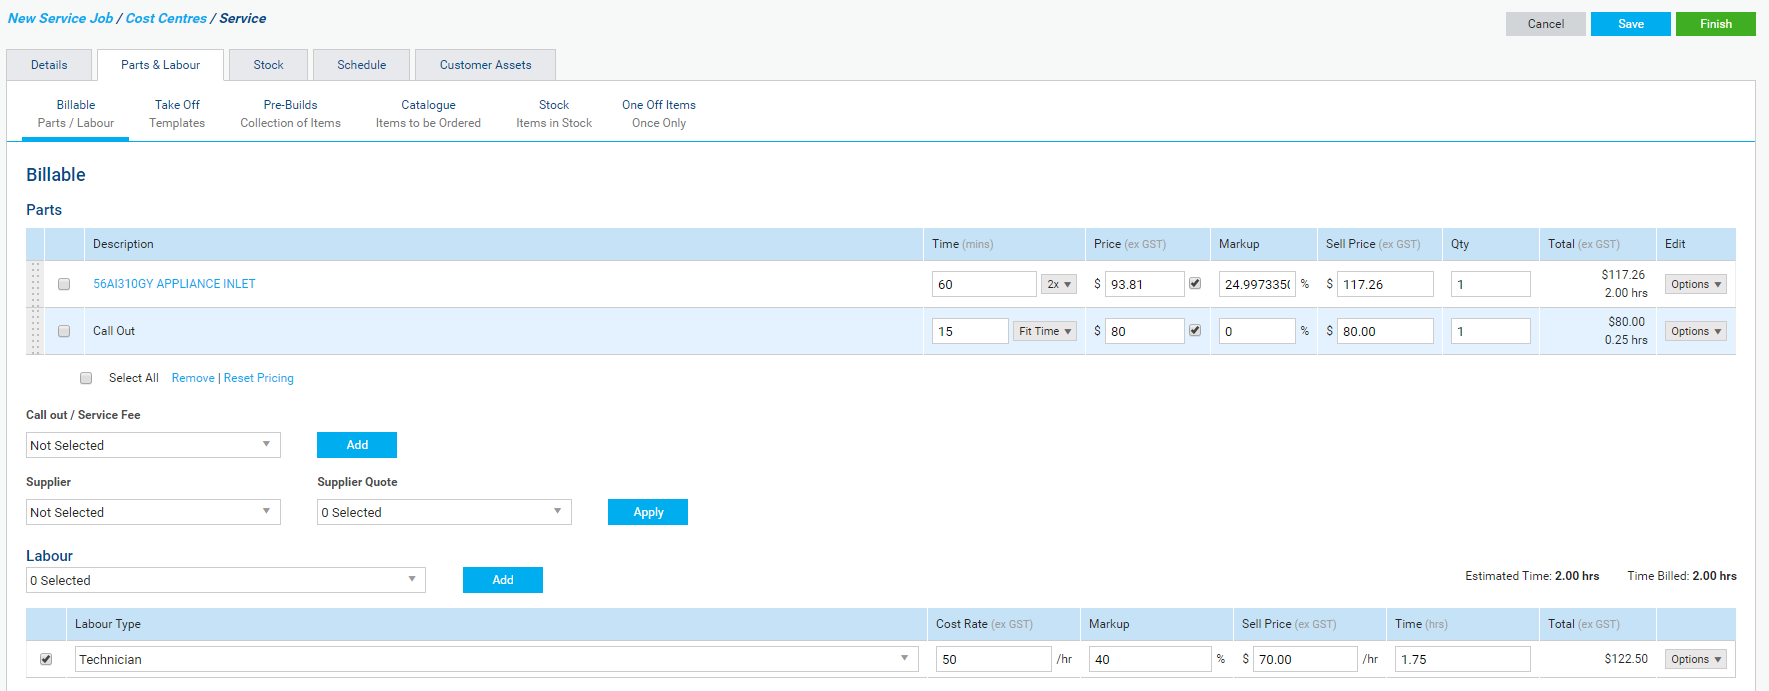 New Service Job / Cost Centres / Service
Cancel Save Finish
Details Parts & Labour Stock Schedule Customer Assets
Billable Take Off Pre-Builds Catalogue Stock One Off Items
Parts / Labour Templates Collection of Items Items to be Ordered Items in Stock Once Only
Billable
Parts
Description Time (mins) Price (ex GST) Markup Sell Price (ex GST) Qty Total (ex GST) Edit
56AI310GY APPLIANCE INLET 60 2x $ 93.81 24.9973350 % $ 117.26 1 $117.26 Options
2.00 hrs
Call Out 15 Fit Time $ 80 0 % $ 80.00 1 $80.00 Options
0.25 hrs
Select All Remove | Reset Pricing
Call out / Service Fee
Not Selected Add
Supplier Supplier Quote
Not Selected 0 Selected Apply
Labour
0 Selected Add Estimated Time: 2.00 hrs Time Billed: 2.00 hrs
Labour Type Cost Rate (ex GST) Markup Sell Price (ex GST) Time (hrs) Total (ex GST)
Technician 50 /hr 40 % $ 70.00 /hr 1.75 $122.50 Options